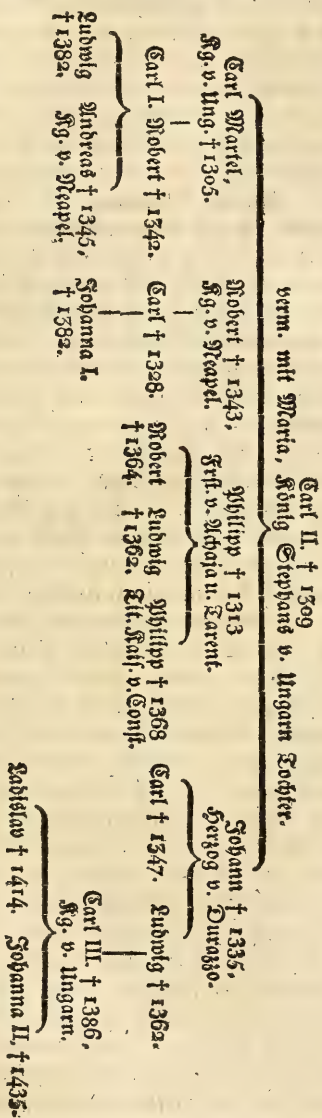 Carl II. † 1309
verm. mit Maria, König Stephans v. Ungarn Tochter.
Carl Martel,
Kg. v. Ung. † 1305.
Robert † 1343,
Kg. v. Neapel.
Philipp † 1313
Frst. v. Achaja u. Tarent.
Johann † 1335.
Herzog v. Durazzo.
Carl I. Robert † 1342.
Carl † 1328.
Robert
† 1364.
Ludwig
† 1362.
Philipp † 1368
Tit. Kais. v. Const.
Carl † 1347.
Ludwig † 1362.
Ludwig
† 1382.
Andreas † 1345,
Kg. v. Neapel.
Johanna I.
† 1382.
Carl III. † 1386,
Kg. v. Ungarn.
Ladislav † 1414.
Johanna II. † 1435.